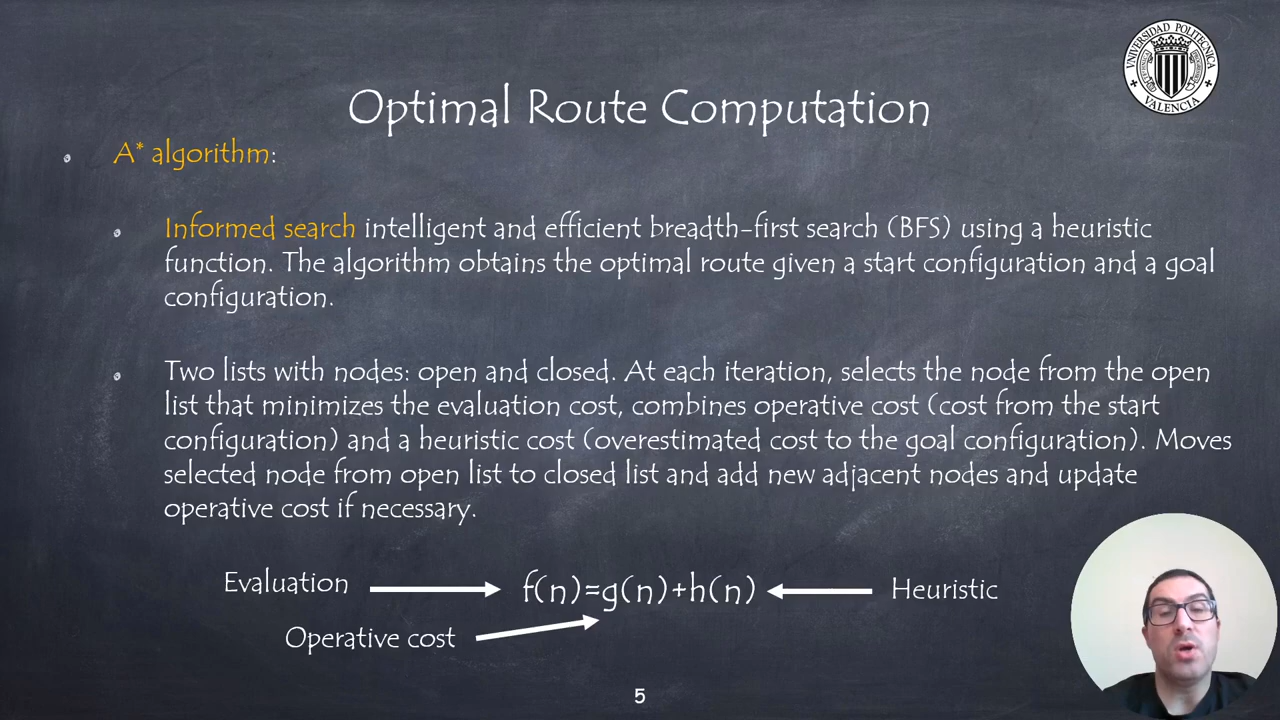 UNIVERSIDAD POLITECNICA
VALENCIA
Optimal Route Computation
A* algorithm:
Informed search intelligent and efficient breadth-first search (BFS) using a heuristic
function. The algorithm obtains the optimal route given a start configuration and a goal
configuration.
Two lists with nodes: open and closed. At each iteration, selects the node from the open
list that minimizes the evaluation cost, combines operative cost (cost from the start
configuration) and a heuristic cost (overestimated cost to the goal configuration). Moves
selected node from open list to closed list and add new adjacent nodes and update
operative cost if necessary.
Evaluation
f(n)=g(n)+h(n)
Heuristic
Operative cost
5